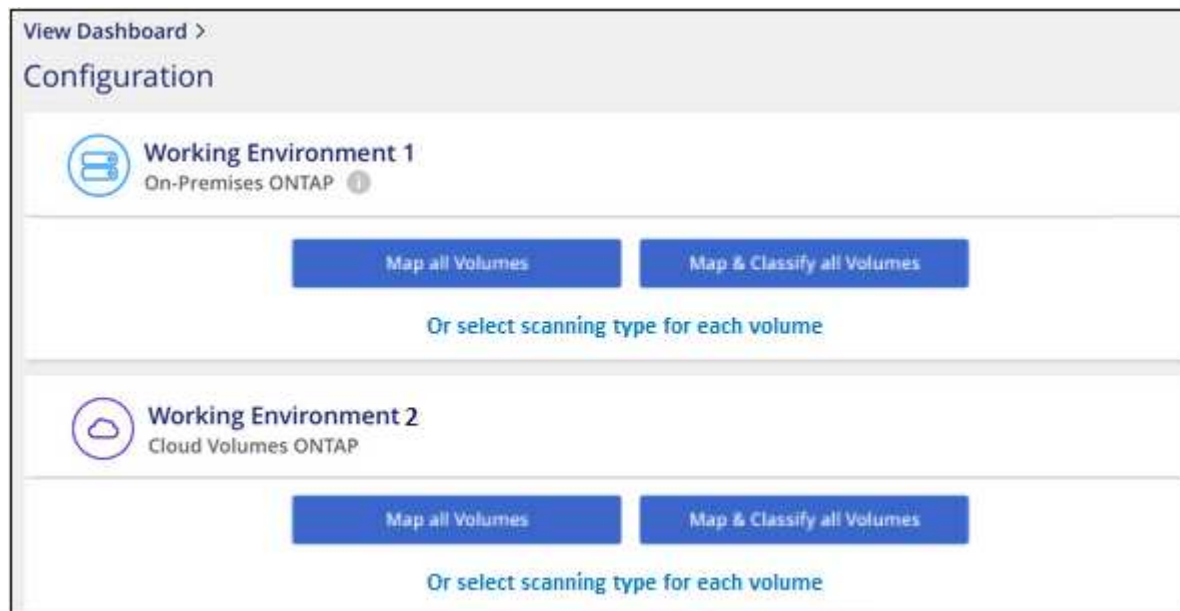 View Dashboard >
Configuration
Working Environment 1
On-Premises ONTAP i
Map all Volumes
Map & Classify all Volumes
Or select scanning type for each volume
Working Environment 2
Cloud Volumes ONTAP
Map all Volumes
Map & Classify all Volumes
Or select scanning type for each volume